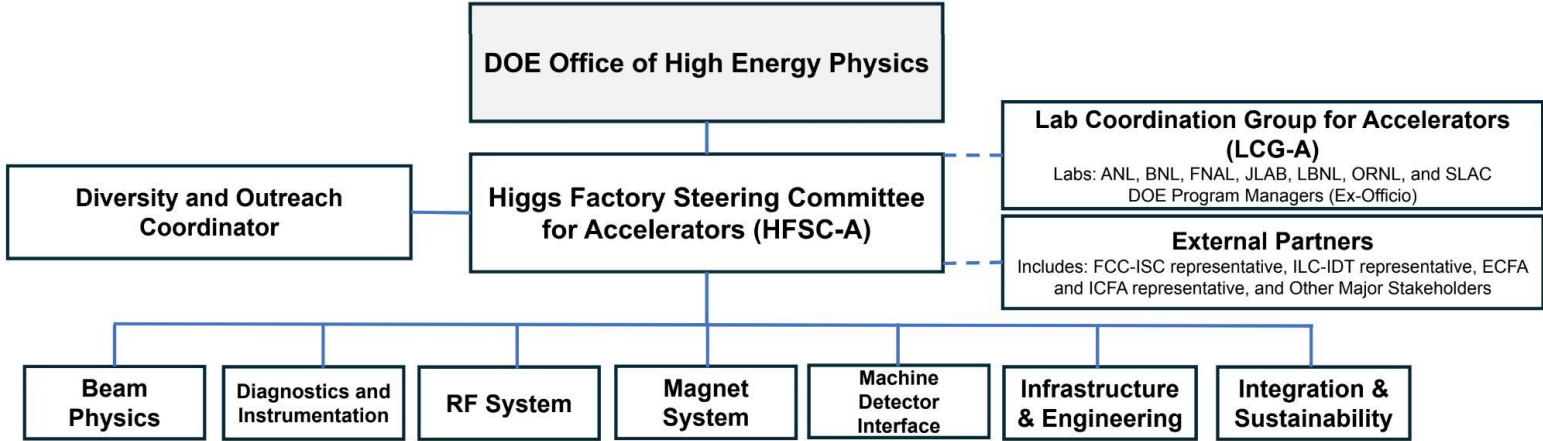 DOE Office of High Energy Physics
Lab Coordination Group for Accelerators
(LCG-A)
Labs: ANL, BNL, FNAL, JLAB, LBNL, ORNL, and SLAC
DOE Program Managers (Ex-Officio)
Diversity and Outreach
Coordinator
Higgs Factory Steering Committee
for Accelerators (HFSC-A)
External Partners
Includes: FCC-ISC representative, ILC-IDT representative, ECFA
and ICFA representative, and Other Major Stakeholders
Beam
Physics
Diagnostics and
Instrumentation
RF System
Magnet
System
Machine
Detector
Interface
Infrastructure
& Engineering
Integration &
Sustainability